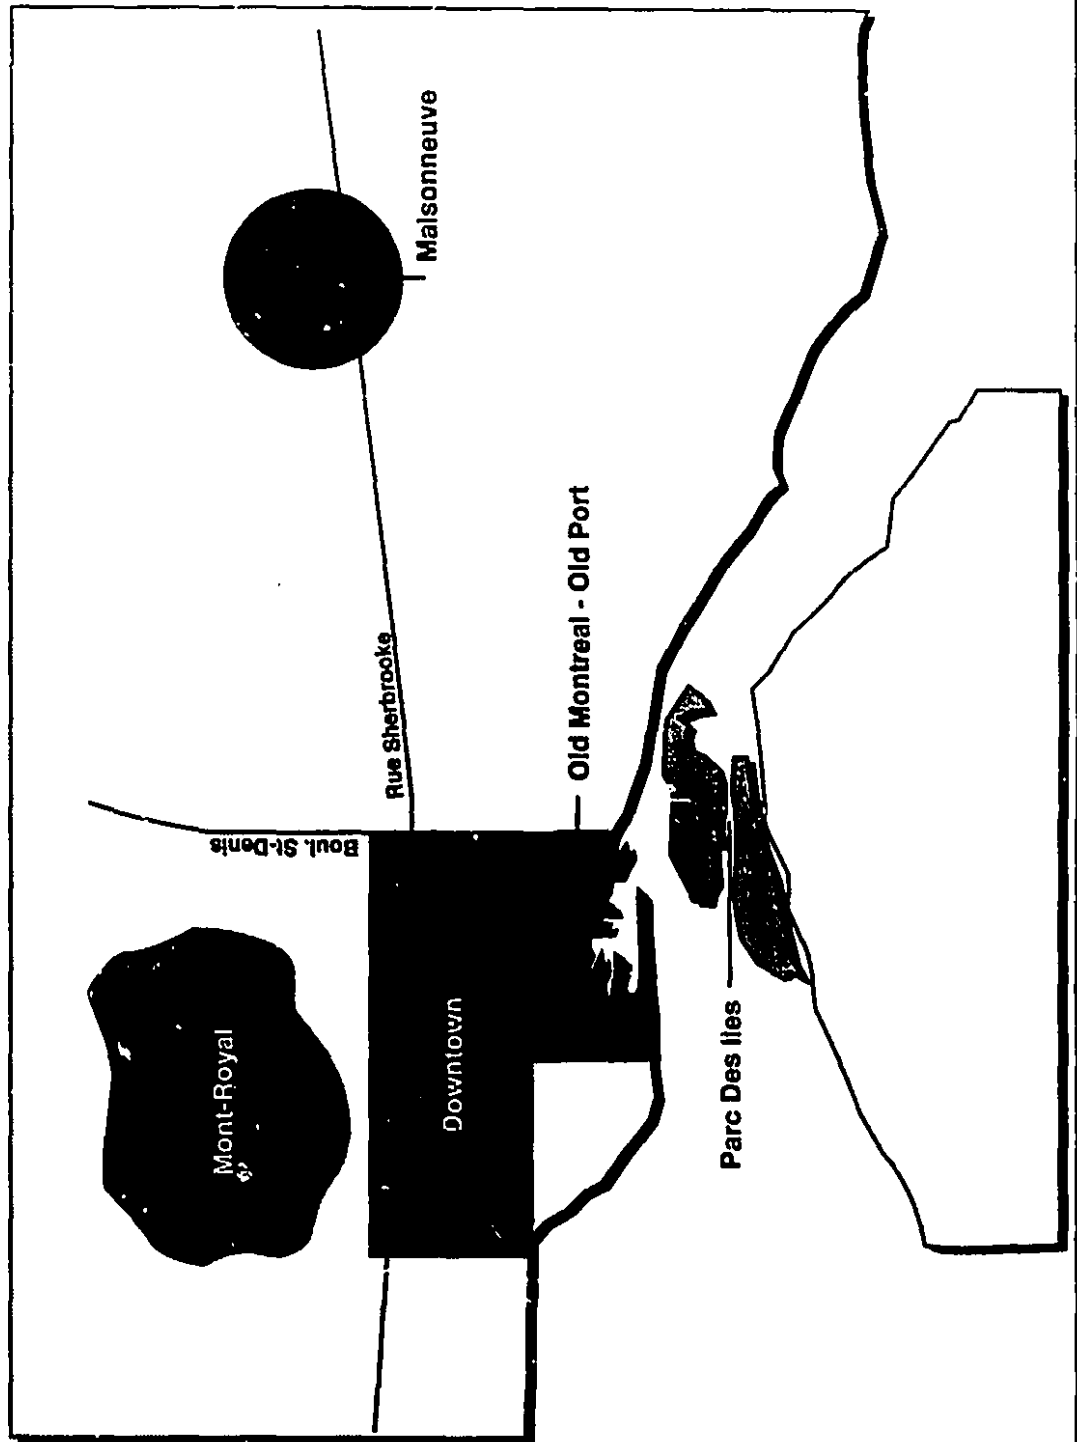 Mont-Royal
Boul. St-Denis
Downtown
Rue Sherbrooke
Maisonneuve
Old Montreal - Old Port
Parc Des Iles